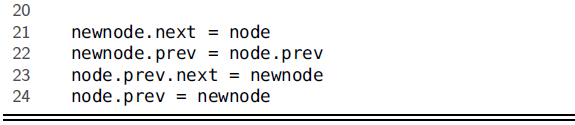 20
21 newnode.next = node
22 newnode.prev = node.prev
23 node.prev.next = newnode
24 node.prev = newnode